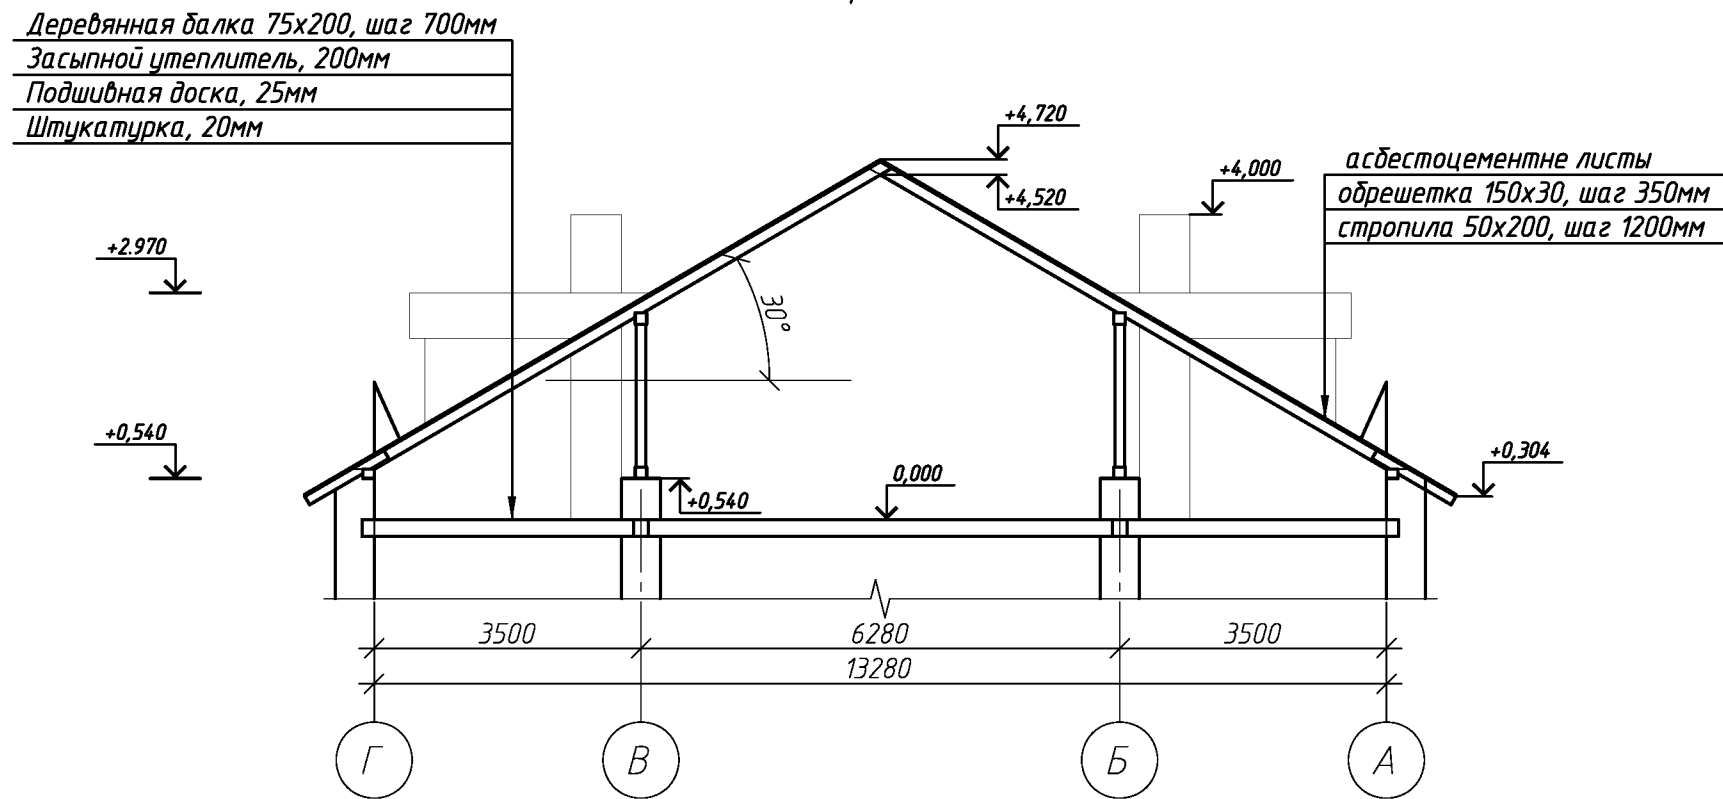 Деревянная балка 75х200, шаг 700мм
Засыпной утеплитель, 200мм
Подшивная доска, 25мм
Штукатурка, 20мм
+4,720
+4,520
+4,000
асбестоцементне листы
обрешетка 150х30, шаг 350мм
стропила 50х200, шаг 1200мм
+2.970
30°
+0,540
+0,304
0,000
+0,540
3500
6280
3500
13280
Г
В
Б
А